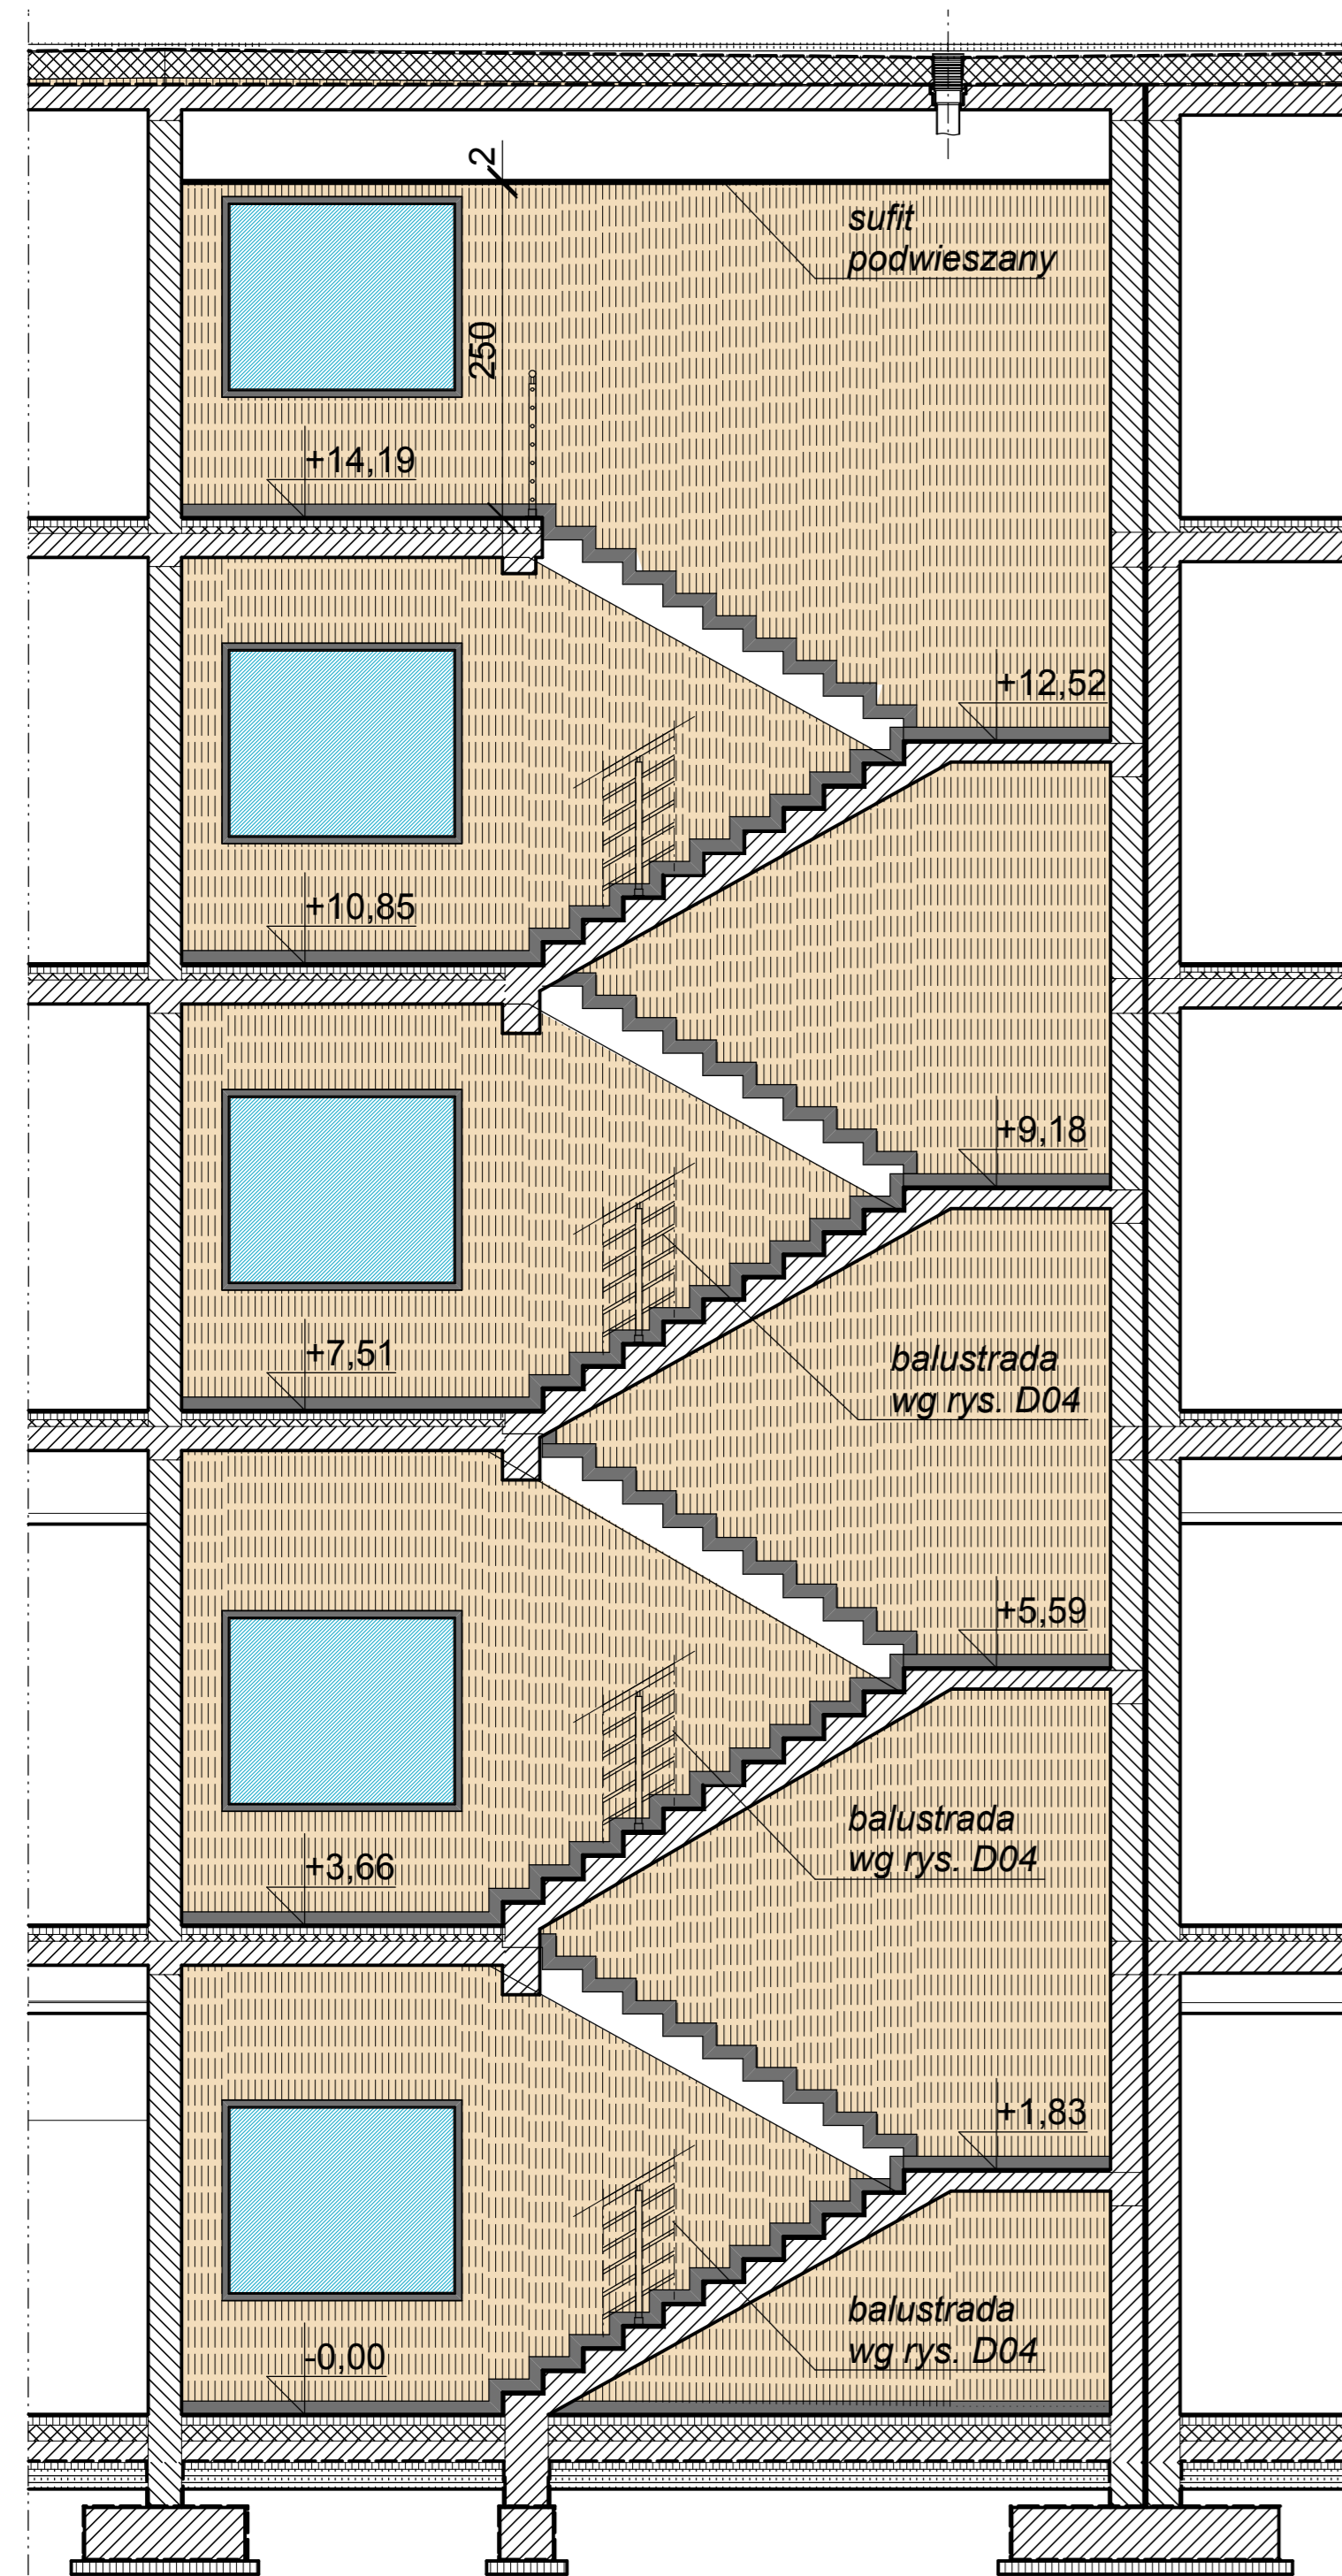 2
sufit
podwieszany
250
+14,19
+12,52
+10,85
+9,18
+7,51
balustrada
wg rys. D04
+5,59
balustrada
wg rys. D04
+3,66
+1,83
balustrada
wg rys. D04
-0,00